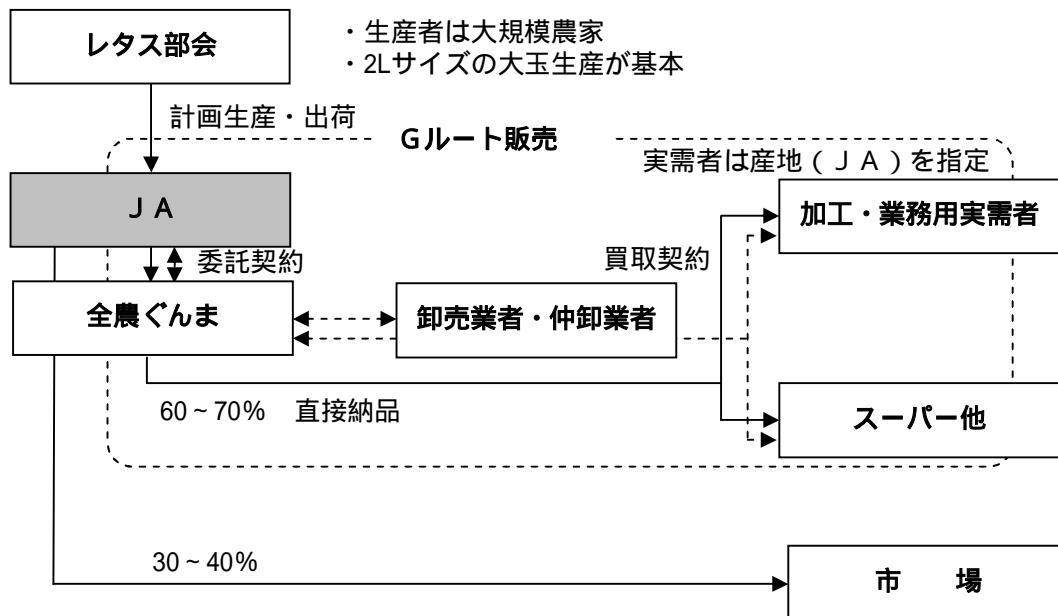 レタス部会
・生産者は大規模農家
・2Lサイズの大玉生産が基本
計画生産・出荷
Ｇルート販売
実需者は産地（ＪＡ）を指定
ＪＡ
加工・業務用実需者
委託契約
買取契約
全農ぐんま
卸売業者・仲卸業者
60～70%　直接納品
スーパー他
30～40%
市　　場